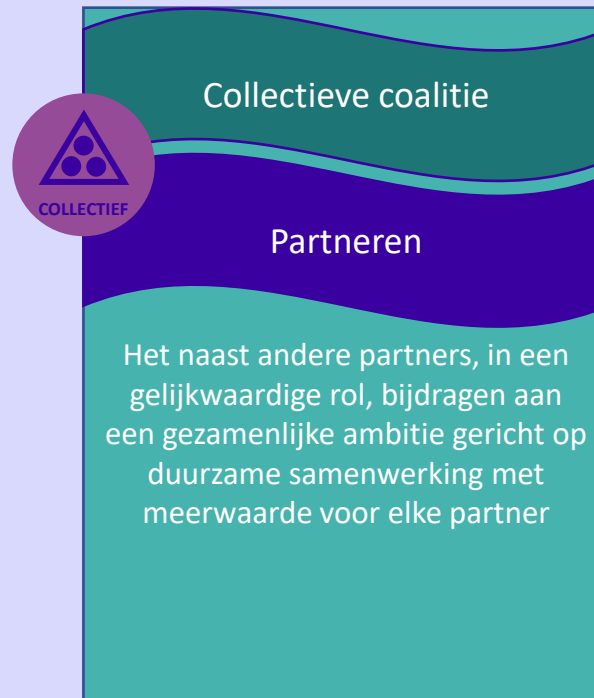 Collectieve coalitie
COLLECTIEF
Partneren
Het naast andere partners, in een
gelijkwaardige rol, bijdragen aan
een gezamenlijke ambitie gericht op
duurzame samenwerking met
meerwaarde voor elke partner